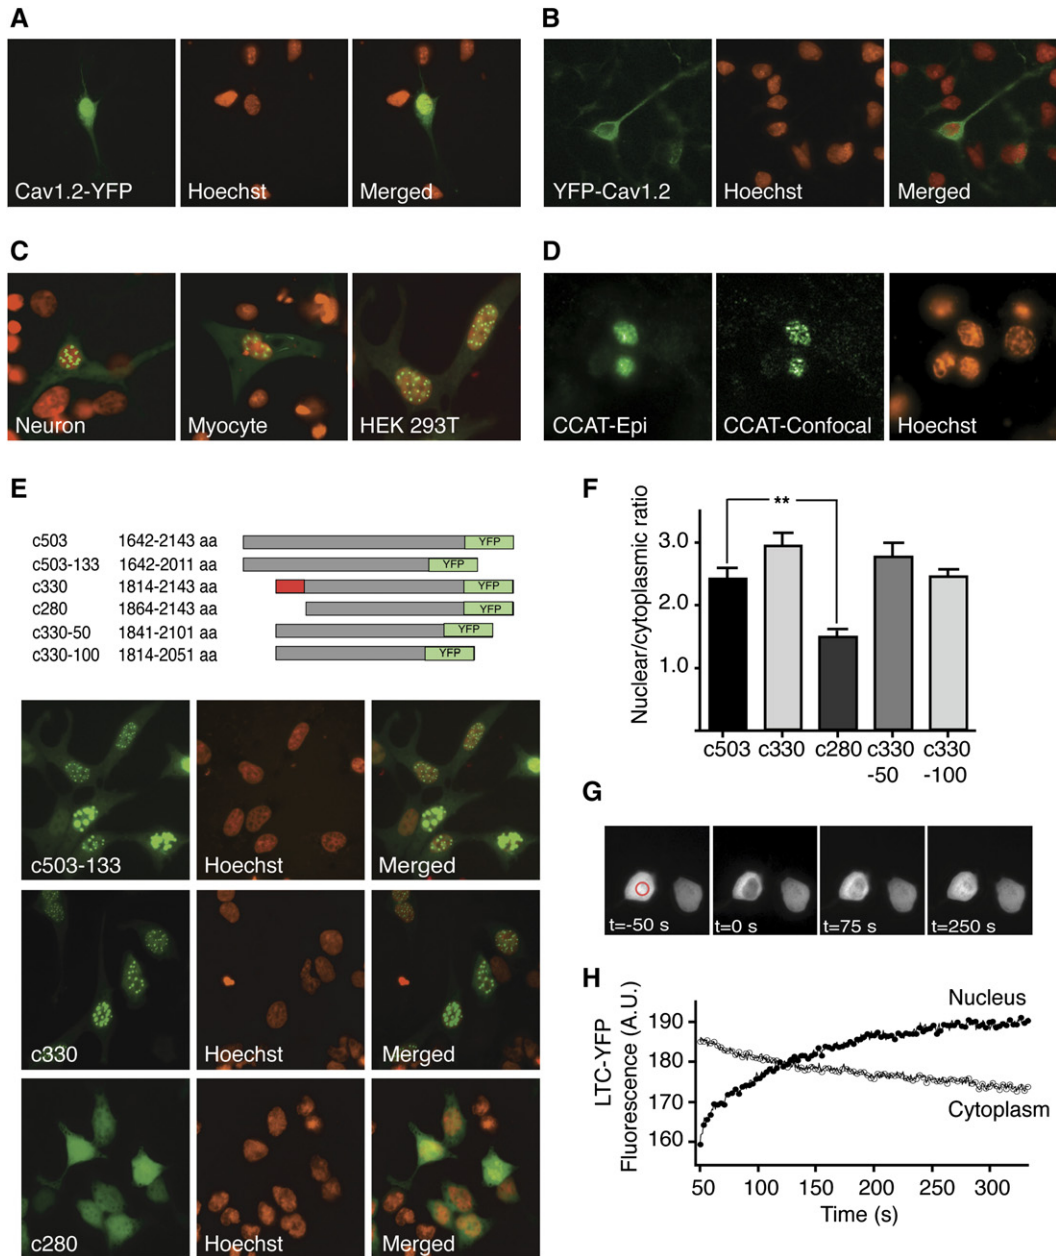 A
Cav1.2-YFP
Hoechst
Merged
B
YFP-Cav1.2
Hoechst
Merged
C
Neuron
Myocyte
HEK 293T
D
CCAT-Epi
CCAT-Confocal
Hoechst
E
c503 1642-2143 aa YFP
c503-133 1642-2011 aa YFP
c330 1814-2143 aa YFP
c280 1864-2143 aa YFP
c330-50 1841-2101 aa YFP
c330-100 1814-2051 aa YFP
c503-133
Hoechst
Merged
c330
Hoechst
Merged
c280
Hoechst
Merged
F
Nuclear/cytoplasmic ratio
**
3.0
2.0
1.0
c503
c330
c280
c330
-50
c330
-100
G
t=-50 s
t=0 s
t=75 s
t=250 s
H
LTC-YFP
Fluorescence (A.U.)
190
180
170
160
Nucleus
Cytoplasm
50 100 150 200 250 300
Time (s)